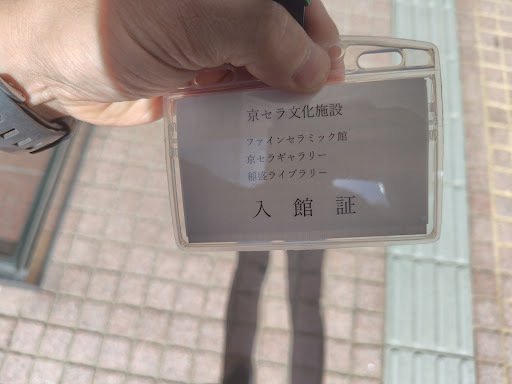 京セラ文化施設
ファインセラミック館
京セラギャラリー
稲盛ライブラリー
入館証